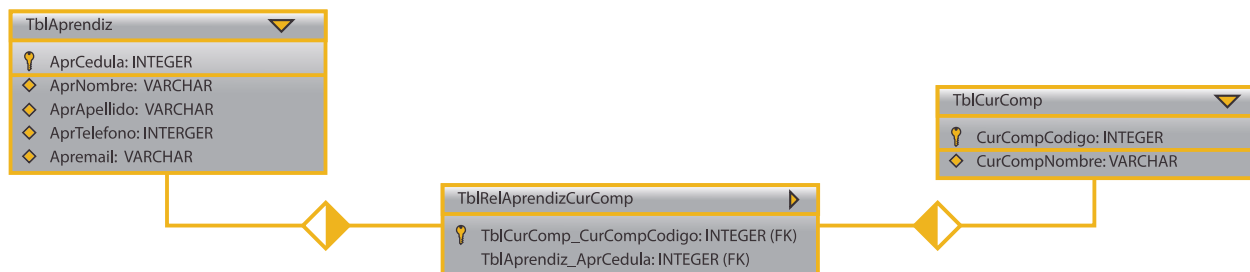 TblAprendiz
AprCedula: INTEGER
AprNombre: VARCHAR
AprApellido: VARCHAR
AprTelefono: INTERGER
Apremail: VARCHAR
TblCurComp
CurCompCodigo: INTEGER
CurCompNombre: VARCHAR
TblRelAprendizCurComp
TblCurComp_CurCompCodigo: INTEGER (FK)
TblAprendiz_AprCedula: INTEGER (FK)